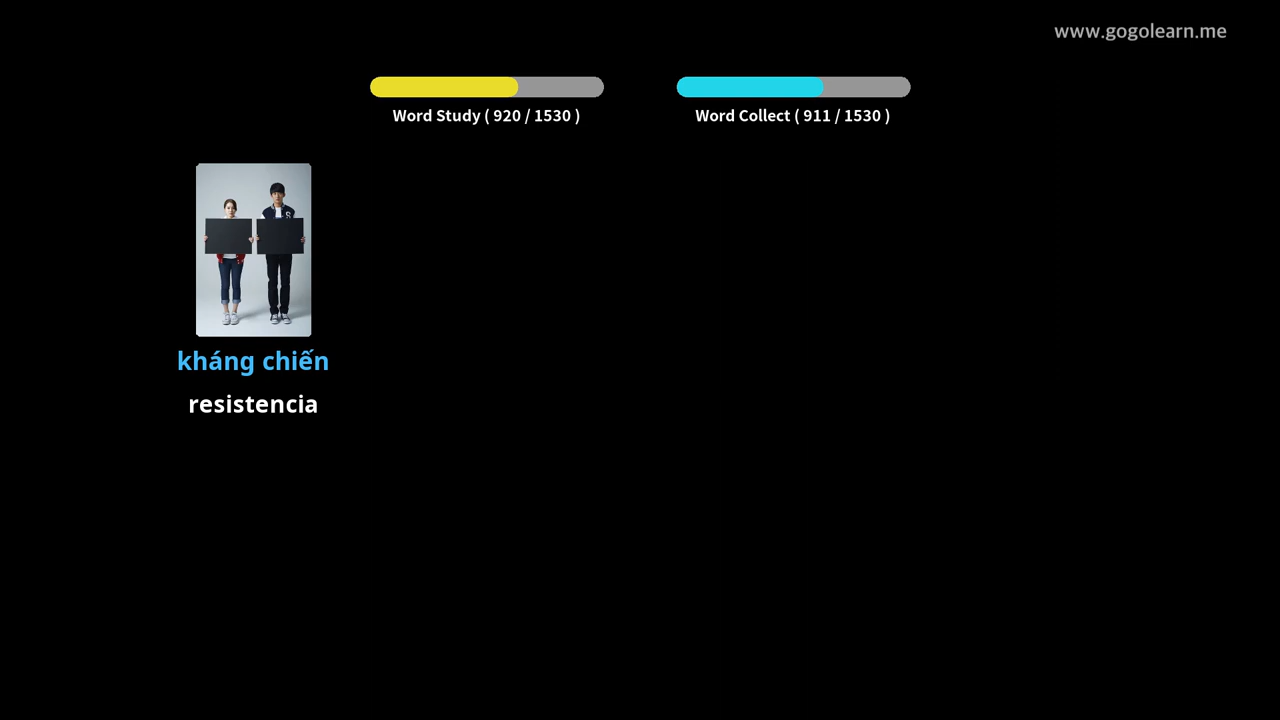 www.gogolearn.me
Word Study ( 920 / 1530 )
Word Collect ( 911 / 1530 )
kháng chiến
resistencia